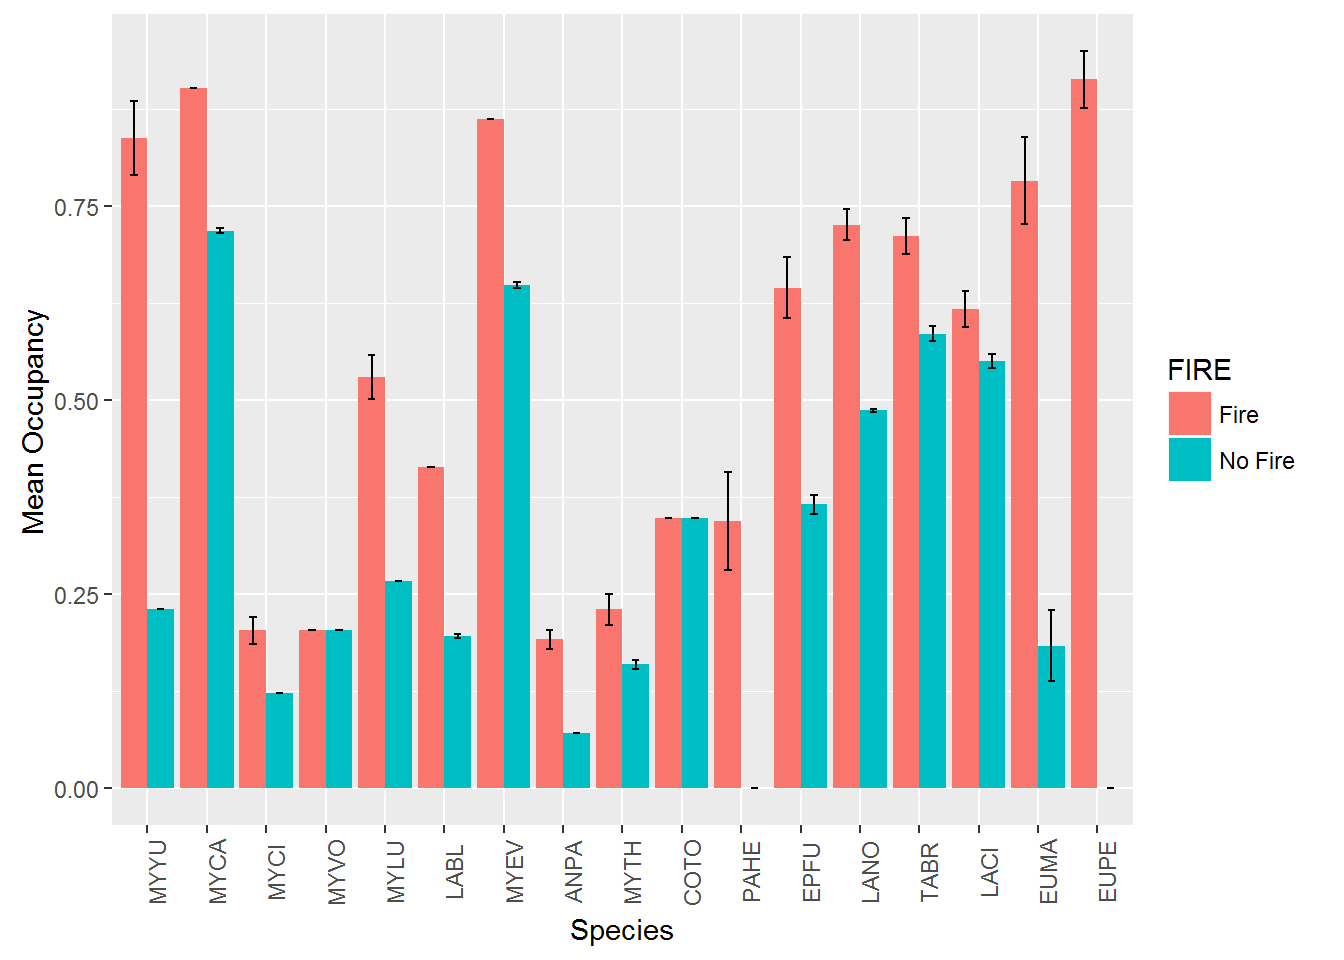 Mean Occupancy
0.75
0.50
0.25
0.00
MYYU
MYCA
MYCI
MYVO
MYLU
LABL
MYEV
ANPA
MYTH
COTO
PAHE
EPFU
LANO
TABR
LACI
EUMA
EUPE
Species
FIRE
Fire
No Fire